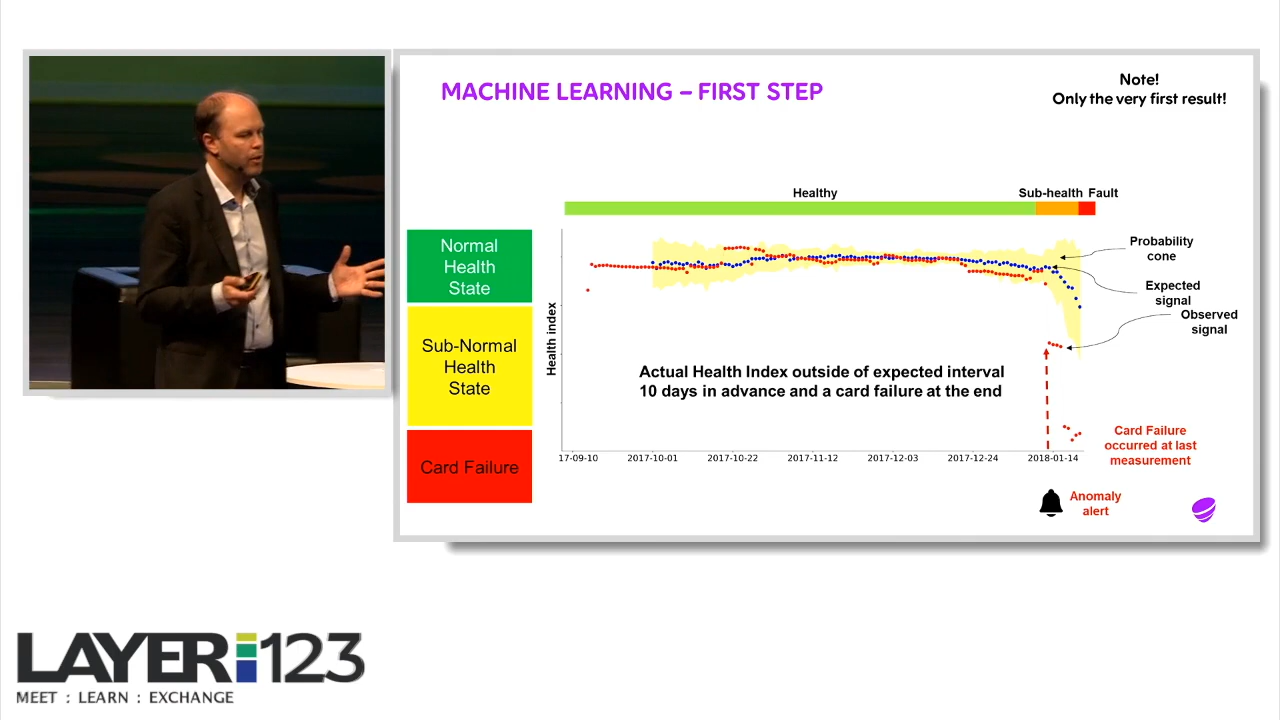 MACHINE LEARNING – FIRST STEP
Note!
Only the very first result!
Healthy
Sub-health
Fault
Normal
Health
State
Sub-Normal
Health
State
Card Failure
Health index
Probability
cone
Expected
signal
Observed
signal
Actual Health Index outside of expected interval
10 days in advance and a card failure at the end
Card Failure
occurred at last
measurement
17-09-10
2017-10-01
2017-10-22
2017-11-12
2017-12-03
2017-12-24
2018-01-14
Anomaly
alert
LAYER123
MEET : LEARN : EXCHANGE